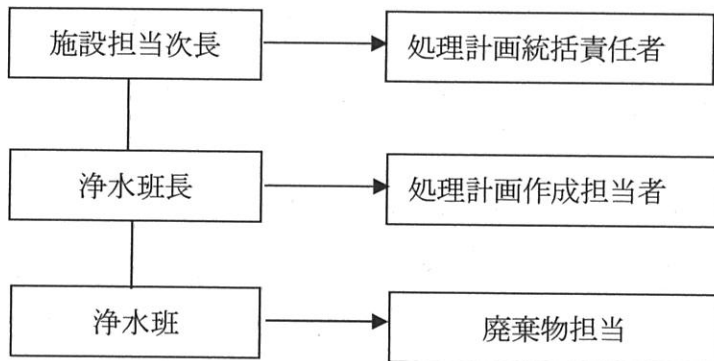 施設担当次長
処理計画統括責任者
浄水班長
処理計画作成担当者
浄水班
廃棄物担当